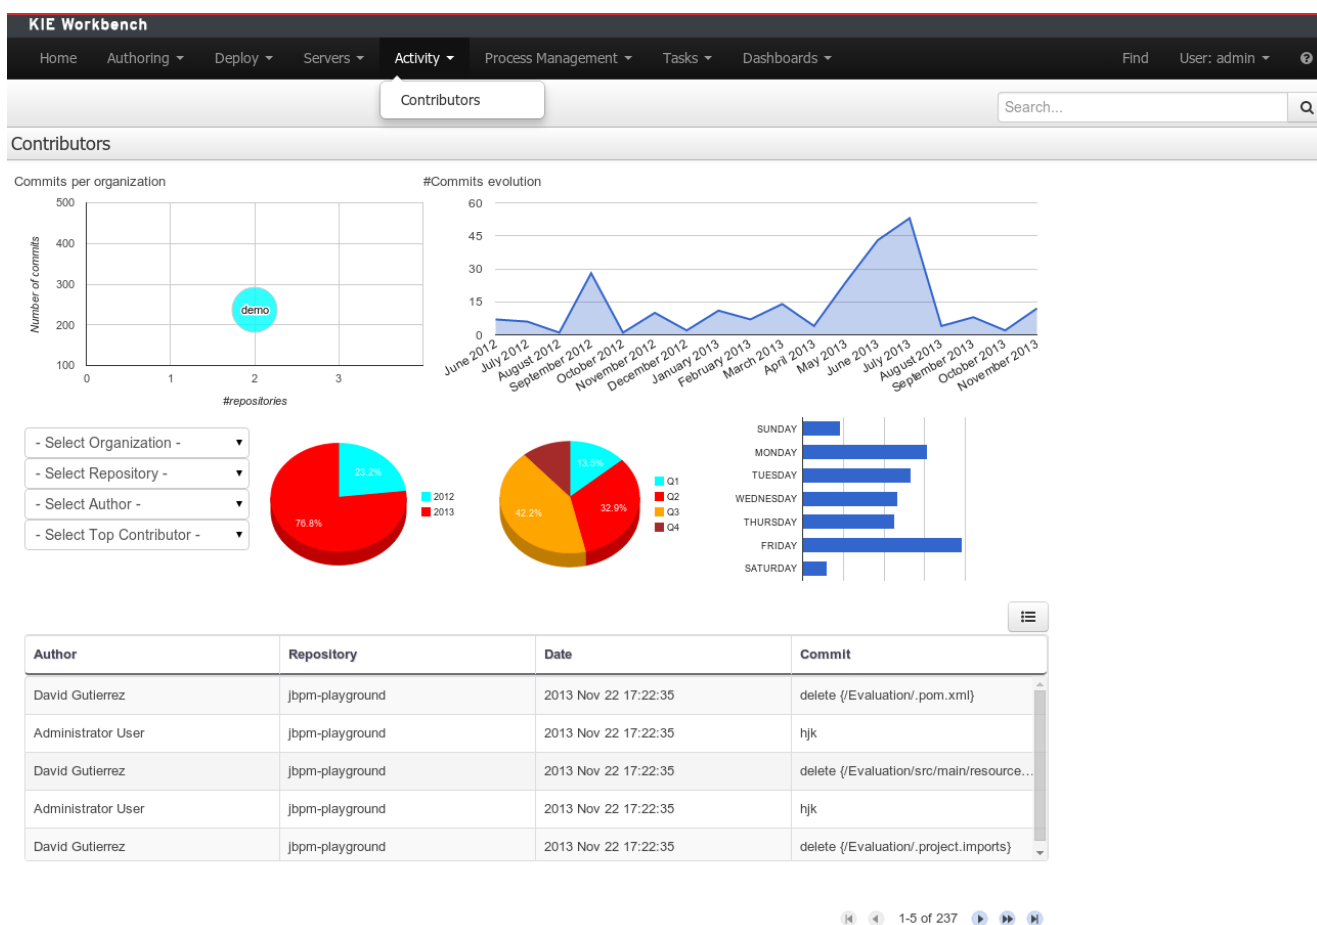 KIE Workbench
Home Authoring Deploy Servers Activity Process Management Tasks Dashboards Find User: admin ?
Contributors
Search...
Contributors
Commits per organization
500
400
300
200
100
Number of commits
demo
0 1 2 3
#repositories
#Commits evolution
60
45
30
15
0
June 2012 July 2012 August 2012 September 2012 October 2012 November 2012 December 2012 January 2013 February 2013 March 2013 April 2013 May 2013 June 2013 July 2013 August 2013 September 2013 October 2013 November 2013
- Select Organization -
- Select Repository -
- Select Author -
- Select Top Contributor -
23.2%
76.8%
2012
2013
13.5%
32.9%
42.2%
Q1
Q2
Q3
Q4
SUNDAY
MONDAY
TUESDAY
WEDNESDAY
THURSDAY
FRIDAY
SATURDAY
Author Repository Date Commit
David Gutierrez jbpm-playground 2013 Nov 22 17:22:35 delete {/Evaluation/.pom.xml}
Administrator User jbpm-playground 2013 Nov 22 17:22:35 hjk
David Gutierrez jbpm-playground 2013 Nov 22 17:22:35 delete {/Evaluation/src/main/resource...
Administrator User jbpm-playground 2013 Nov 22 17:22:35 hjk
David Gutierrez jbpm-playground 2013 Nov 22 17:22:35 delete {/Evaluation/.project.imports}
1-5 of 237